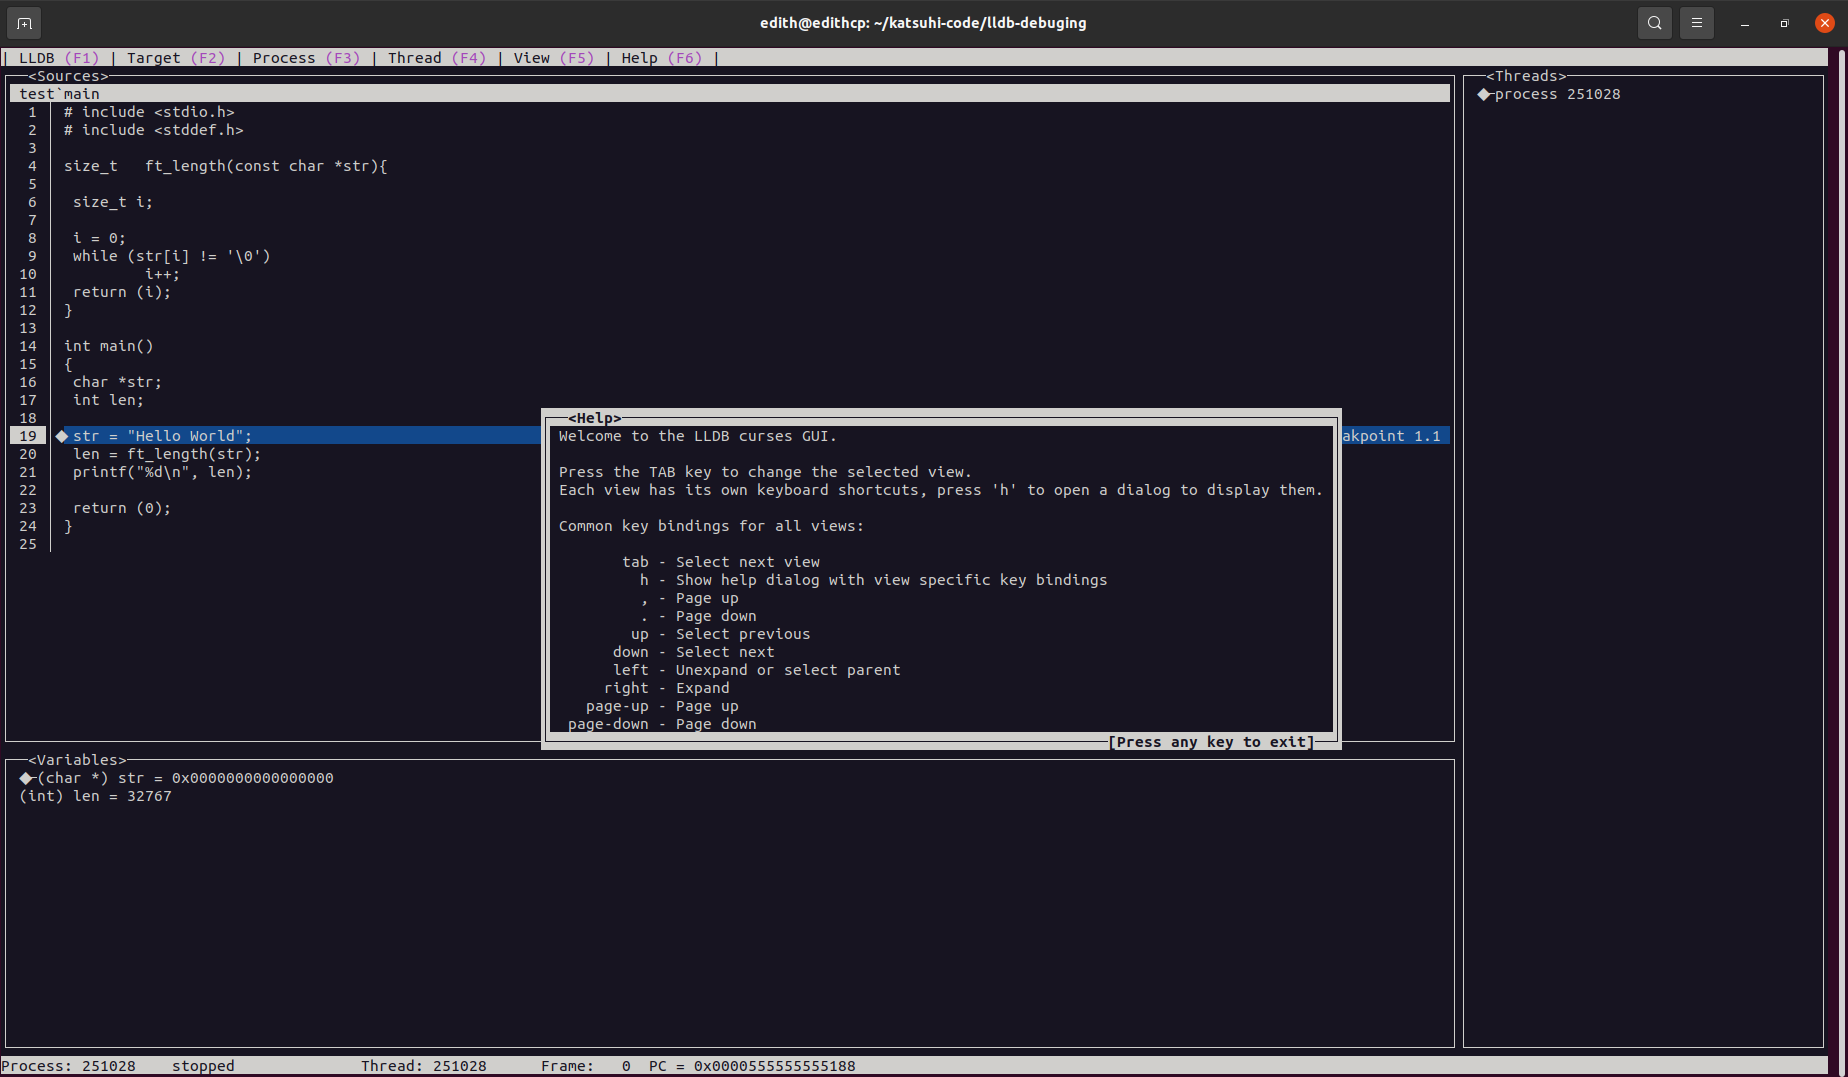 edith@edithcp: ~/katsuhi-code/lldb-debuging
| LLDB (F1) | Target (F2) | Process (F3) | Thread (F4) | View (F5) | Help (F6) |
<Sources>
test`main
1 # include <stdio.h>
2 # include <stddef.h>
3
4 size_t   ft_length(const char *str){
5
6 size_t i;
7
8 i = 0;
9 while (str[i] != '\0')
10 i++;
11 return (i);
12 }
13
14 int main()
15 {
16 char *str;
17 int len;
18
19 ◆ str = "Hello World"; akpoint 1.1
20 len = ft_length(str);
21 printf("%d\n", len);
22
23 return (0);
24 }
25
<Help>
Welcome to the LLDB curses GUI.
Press the TAB key to change the selected view.
Each view has its own keyboard shortcuts, press 'h' to open a dialog to display them.
Common key bindings for all views:
tab - Select next view
h - Show help dialog with view specific key bindings
, - Page up
. - Page down
up - Select previous
down - Select next
left - Unexpand or select parent
right - Expand
page-up - Page up
page-down - Page down
[Press any key to exit]
<Variables>
◆─(char *) str = 0x0000000000000000
(int) len = 32767
<Threads>
◆─process 251028
Process: 251028    stopped    Thread: 251028    Frame:   0  PC = 0x0000555555555188